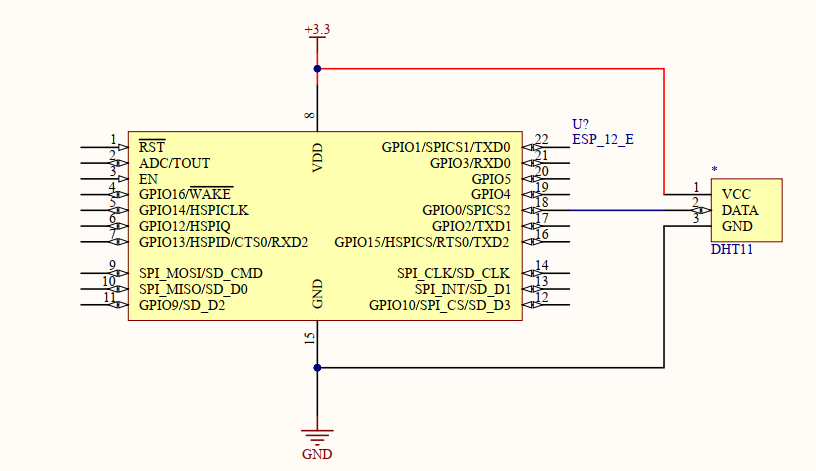 +3.3
8
VDD
U?
ESP_12_E
1 RST
GPIO1/SPICS1/TXD0 22
2 ADC/TOUT
GPIO3/RXD0 21
3 EN
GPIO5 20
4 GPIO16/WAKE
GPIO4 19
5 GPIO14/HSPICLK
GPIO0/SPICS2 18
6 GPIO12/HSPIQ
GPIO2/TXD1 17
7 GPIO13/HSPID/CTS0/RXD2
GPIO15/HSPICS/RTS0/TXD2 16
9 SPI_MOSI/SD_CMD
SPI_CLK/SD_CLK 14
10 SPI_MISO/SD_D0
SPI_INT/SD_D1 13
11 GPIO9/SD_D2
GPIO10/SPI_CS/SD_D3 12
GND
15
GND
*
1 VCC
2 DATA
3 GND
DHT11